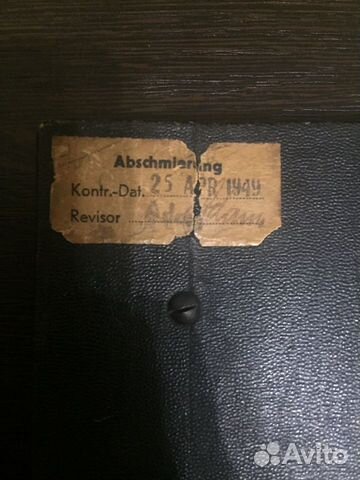 Abschmierung
Kontr.-Dat. 25 APR 1949
Revisor
Avito